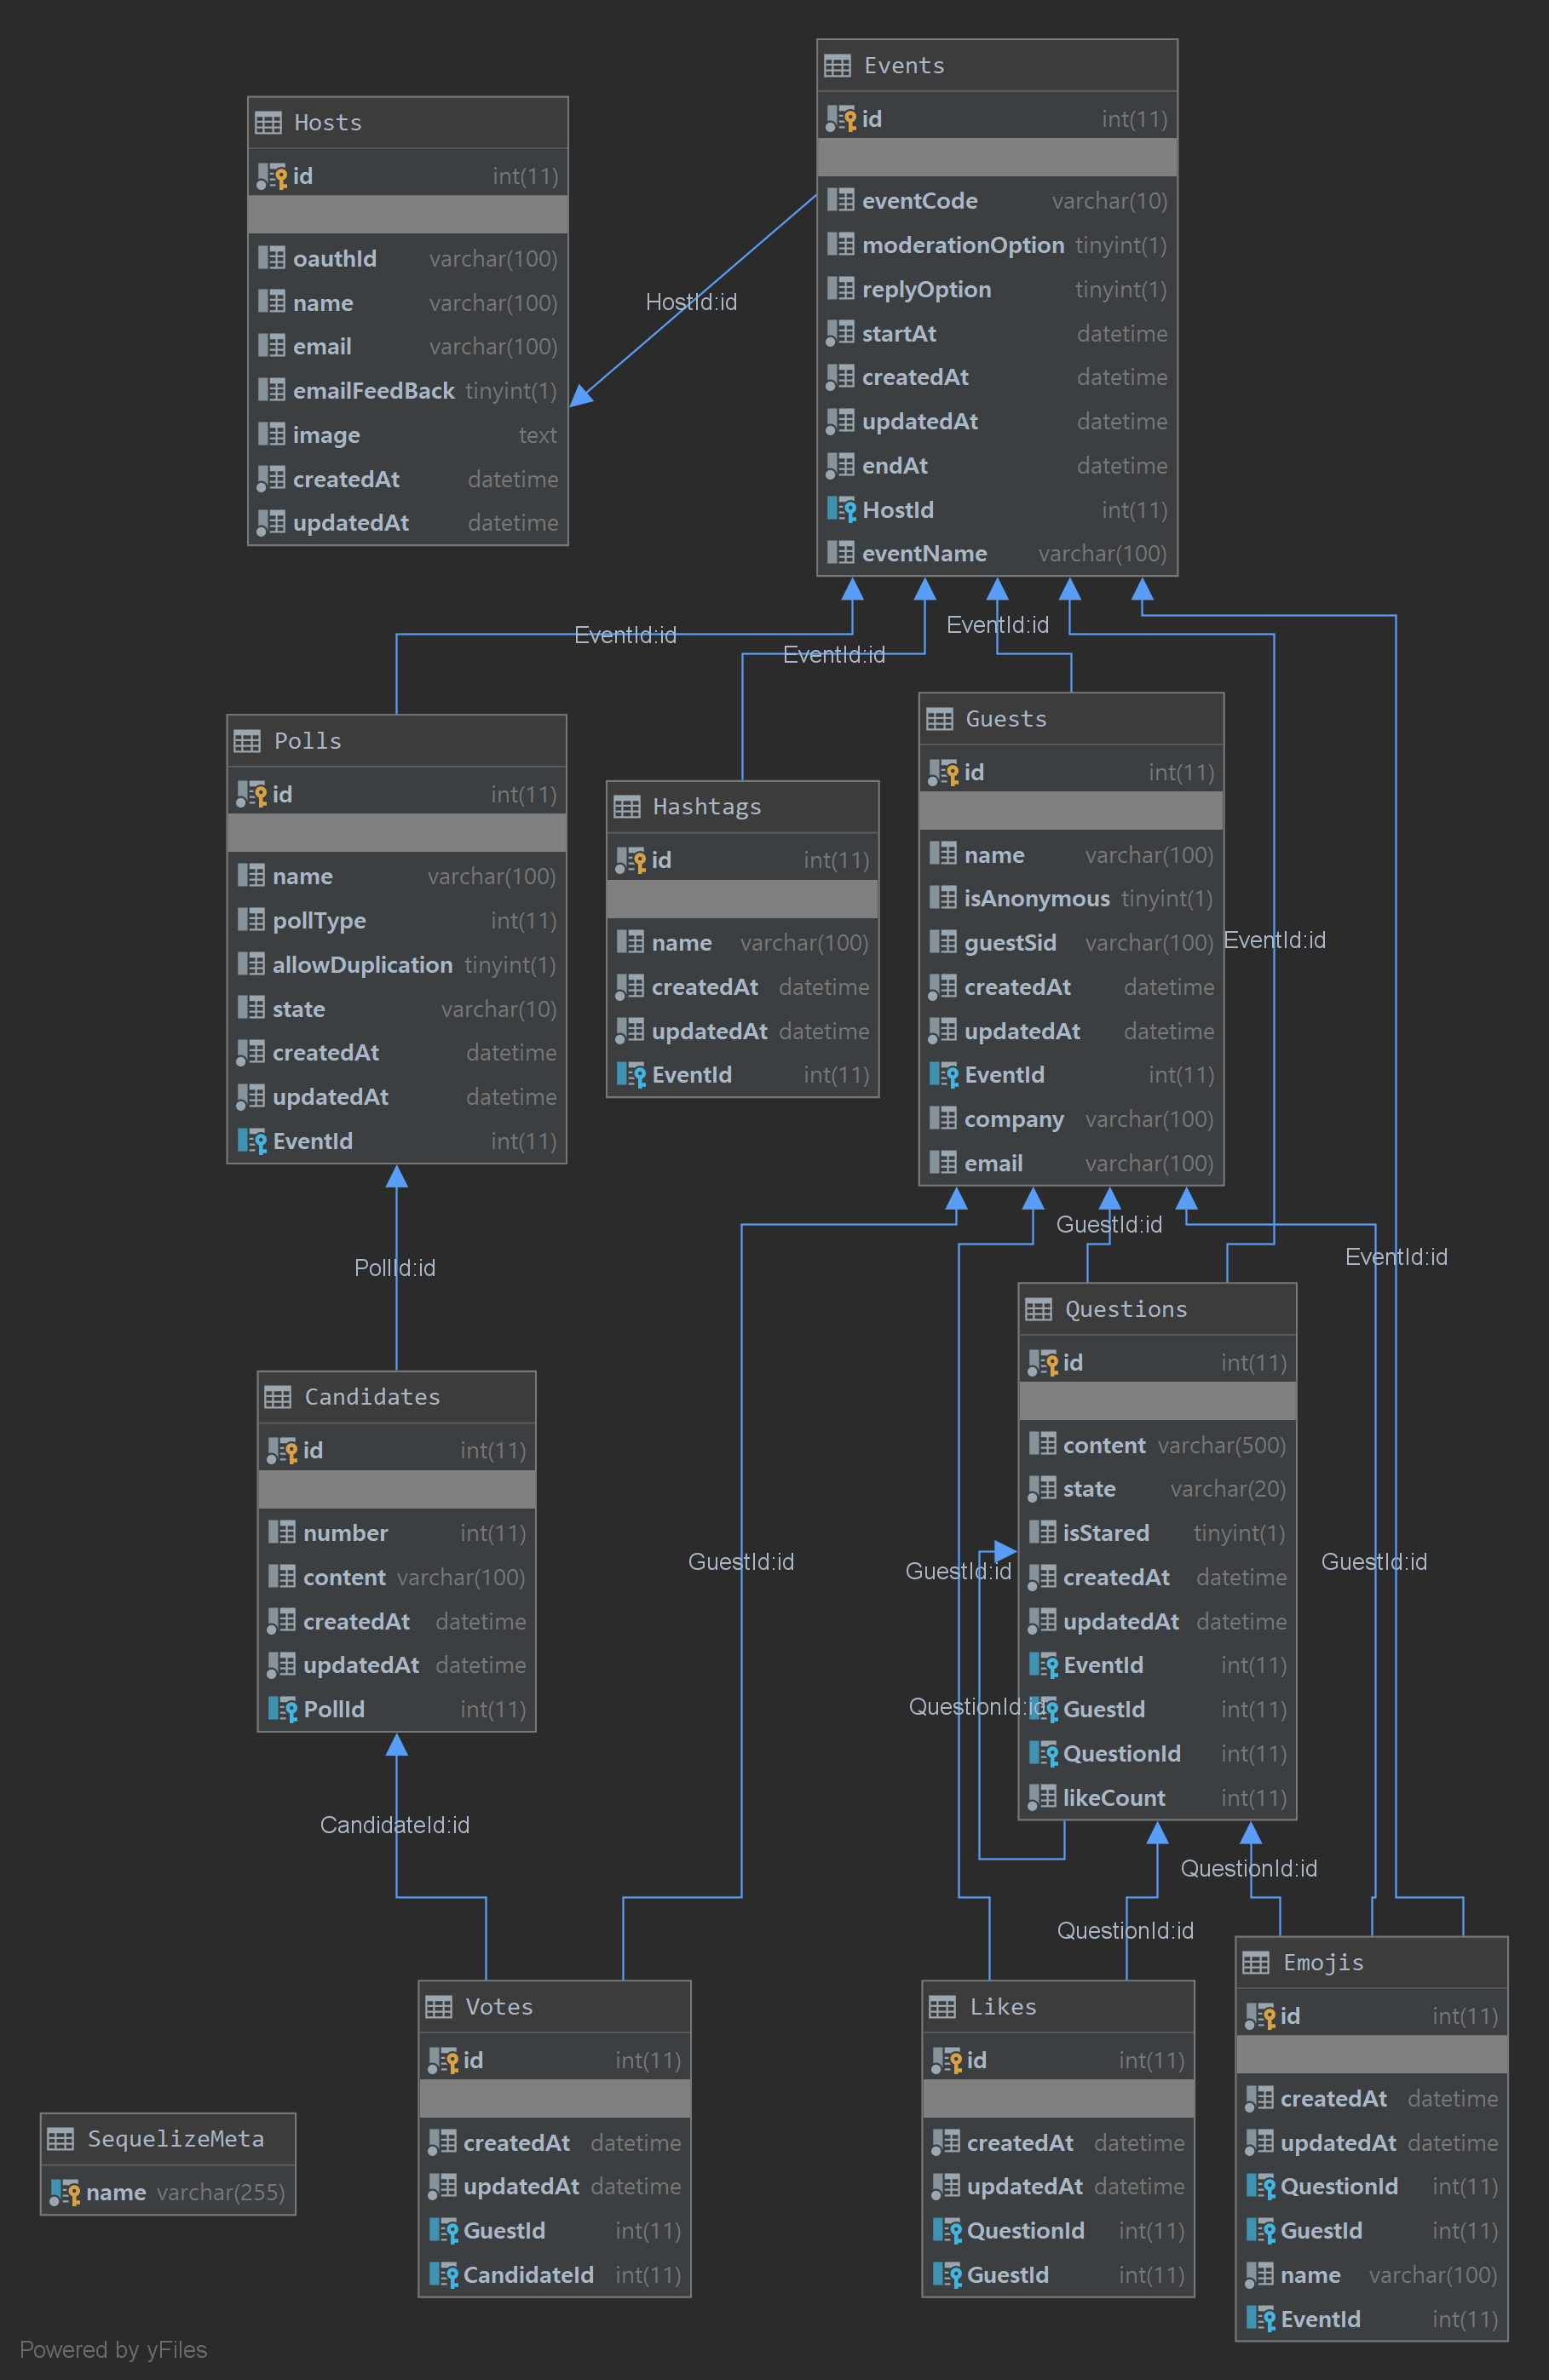 Hosts
id int(11)
oauthId varchar(100)
name varchar(100)
email varchar(100)
emailFeedBack tinyint(1)
image text
createdAt datetime
updatedAt datetime
Events
id int(11)
eventCode varchar(10)
moderationOption tinyint(1)
replyOption tinyint(1)
startAt datetime
createdAt datetime
updatedAt datetime
endAt datetime
HostId int(11)
eventName varchar(100)
HostId:id
EventId:id
EventId:id
EventId:id
Polls
id int(11)
name varchar(100)
pollType int(11)
allowDuplication tinyint(1)
state varchar(10)
createdAt datetime
updatedAt datetime
EventId int(11)
Hashtags
id int(11)
name varchar(100)
createdAt datetime
updatedAt datetime
EventId int(11)
Guests
id int(11)
name varchar(100)
isAnonymous tinyint(1)
guestSid varchar(100)
createdAt datetime
updatedAt datetime
EventId int(11)
company varchar(100)
email varchar(100)
EventId:id
GuestId:id
EventId:id
PollId:id
Candidates
id int(11)
number int(11)
content varchar(100)
createdAt datetime
updatedAt datetime
PollId int(11)
Questions
id int(11)
content varchar(500)
state varchar(20)
isStared tinyint(1)
createdAt datetime
updatedAt datetime
EventId int(11)
GuestId int(11)
QuestionId int(11)
likeCount int(11)
GuestId:id
GuestId:id
GuestId:id
QuestionId:id
CandidateId:id
QuestionId:id
QuestionId:id
Votes
id int(11)
createdAt datetime
updatedAt datetime
GuestId int(11)
CandidateId int(11)
Likes
id int(11)
createdAt datetime
updatedAt datetime
QuestionId int(11)
GuestId int(11)
Emojis
id int(11)
createdAt datetime
updatedAt datetime
QuestionId int(11)
GuestId int(11)
name varchar(100)
EventId int(11)
SequelizeMeta
name varchar(255)
Powered by yFiles